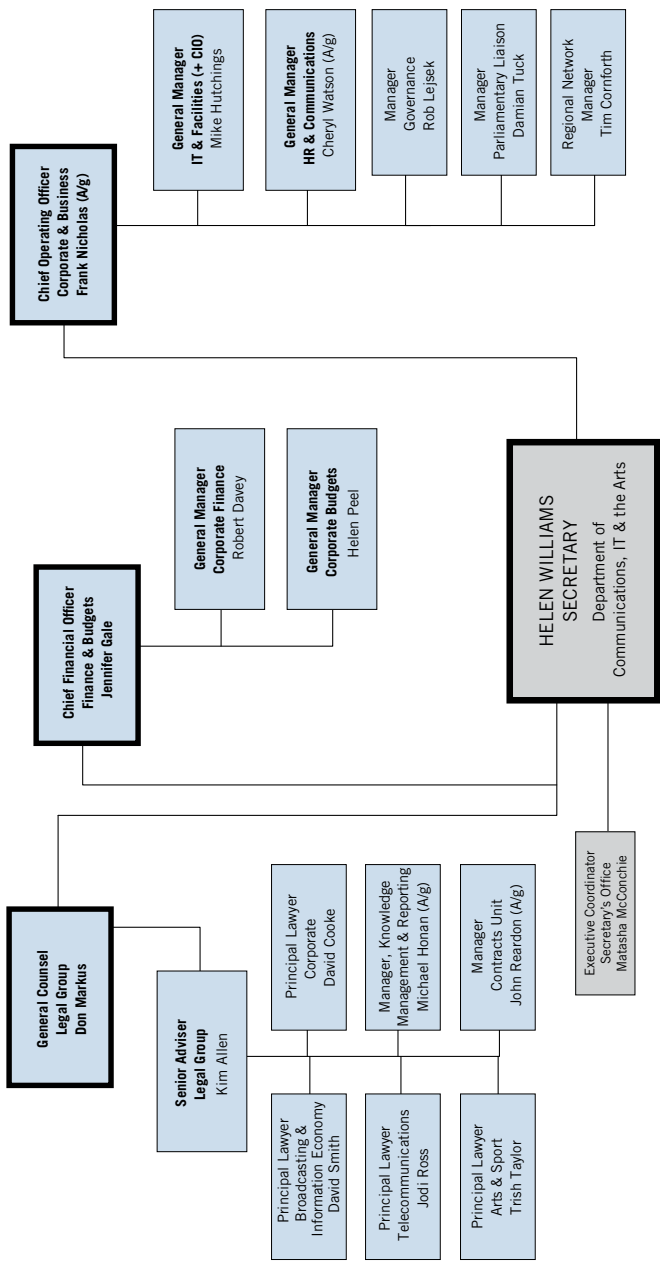 General Counsel
Legal Group
Don Markus
Senior Adviser
Legal Group
Kim Allen
Principal Lawyer
Broadcasting &
Information Economy
David Smith
Principal Lawyer
Corporate
David Cooke
Principal Lawyer
Telecommunications
Jodi Ross
Manager, Knowledge
Management & Reporting
Michael Honan (A/g)
Principal Lawyer
Arts & Sport
Trish Taylor
Manager
Contracts Unit
John Reardon (A/g)
Chief Financial Officer
Finance & Budgets
Jennifer Gale
General Manager
Corporate Finance
Robert Davey
General Manager
Corporate Budgets
Helen Peel
Chief Operating Officer
Corporate & Business
Frank Nicholas (A/g)
General Manager
IT & Facilities (+ CIO)
Mike Hutchings
General Manager
HR & Communications
Cheryl Watson (A/g)
Manager
Governance
Rob Lejsek
Manager
Parliamentary Liaison
Damian Tuck
Regional Network
Manager
Tim Cornforth
HELEN WILLIAMS
SECRETARY
Department of
Communications, IT & the Arts
Executive Coordinator
Secretary's Office
Matasha McConchie